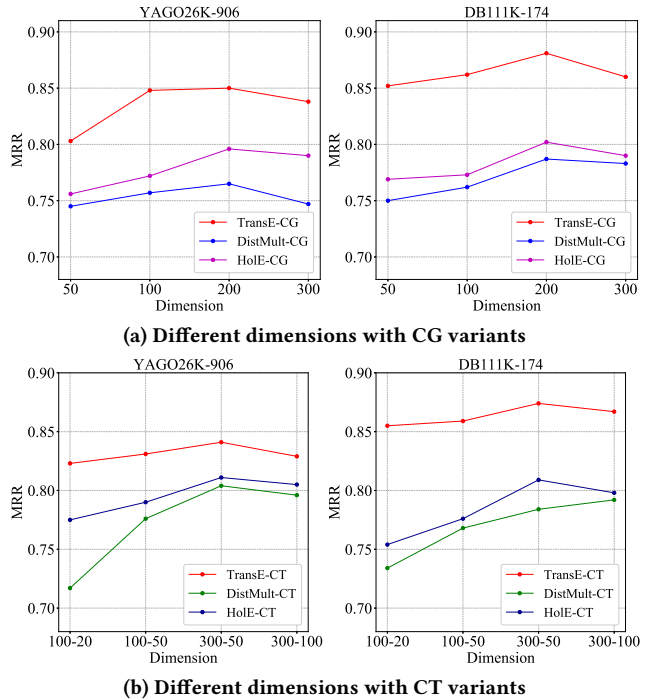 YAGO26K-906
DB111K-174
0.90
0.85
0.80
0.75
0.70
MRR
TransE-CG
DistMult-CG
HolE-CG
50
100
200
300
Dimension
0.90
0.85
0.80
0.75
0.70
MRR
TransE-CG
DistMult-CG
HolE-CG
50
100
200
300
Dimension
(a) Different dimensions with CG variants
YAGO26K-906
DB111K-174
0.90
0.85
0.80
0.75
0.70
MRR
TransE-CT
DistMult-CT
HolE-CT
100-20
100-50
300-50
300-100
Dimension
0.90
0.85
0.80
0.75
0.70
MRR
TransE-CT
DistMult-CT
HolE-CT
100-20
100-50
300-50
300-100
Dimension
(b) Different dimensions with CT variants